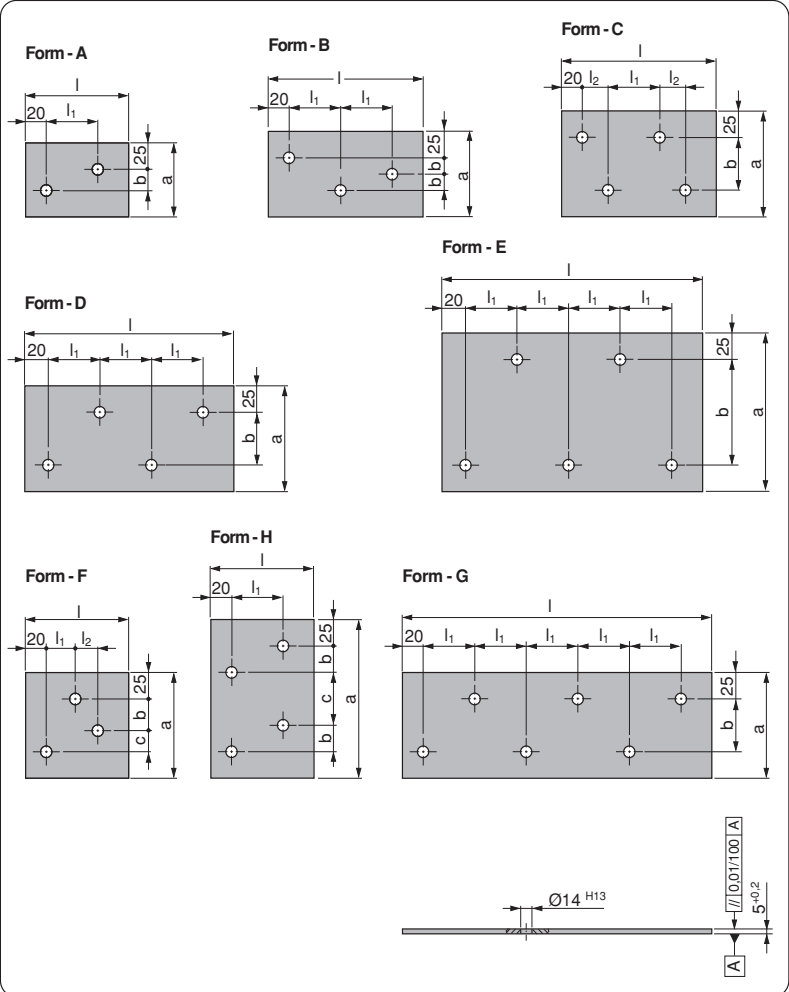 Form - A
l
20 l₁
25
b
a
Form - B
l
20 l₁ l₁
25
b
b
a
Form - C
l
20 l₂ l₁ l₂
25
b
a
Form - D
l
20 l₁ l₁ l₁
25
b
a
Form - E
l
20 l₁ l₁ l₁ l₁
25
b
a
Form - F
l
20 l₁ l₂
25
b
c
a
Form - H
l
20 l₁
25
b
c
b
a
Form - G
l
20 l₁ l₁ l₁ l₁ l₁
25
b
a
Ø14 H13
// 0,01/100 A
5+0,2
A